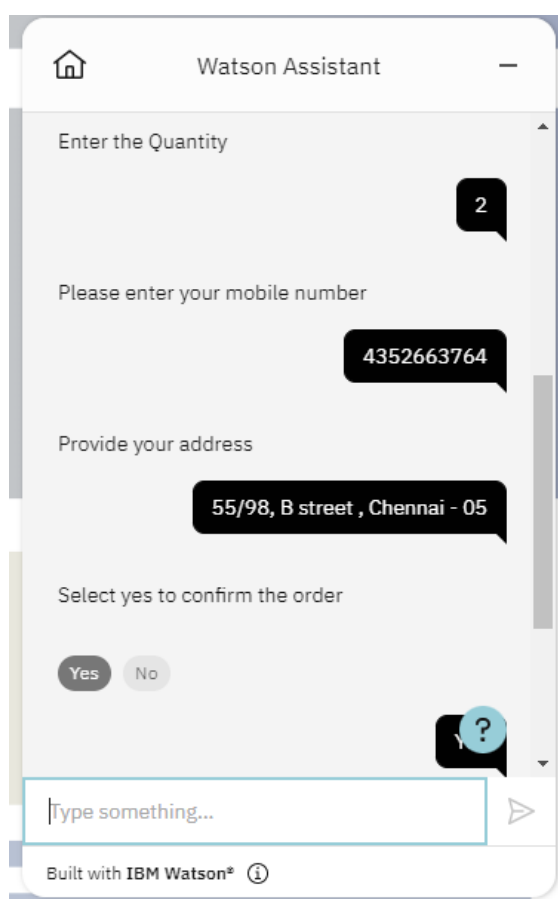 Watson Assistant
Enter the Quantity
2
Please enter your mobile number
4352663764
Provide your address
55/98, B street , Chennai - 05
Select yes to confirm the order
Yes No
?
Type something...
Built with IBM Watson®